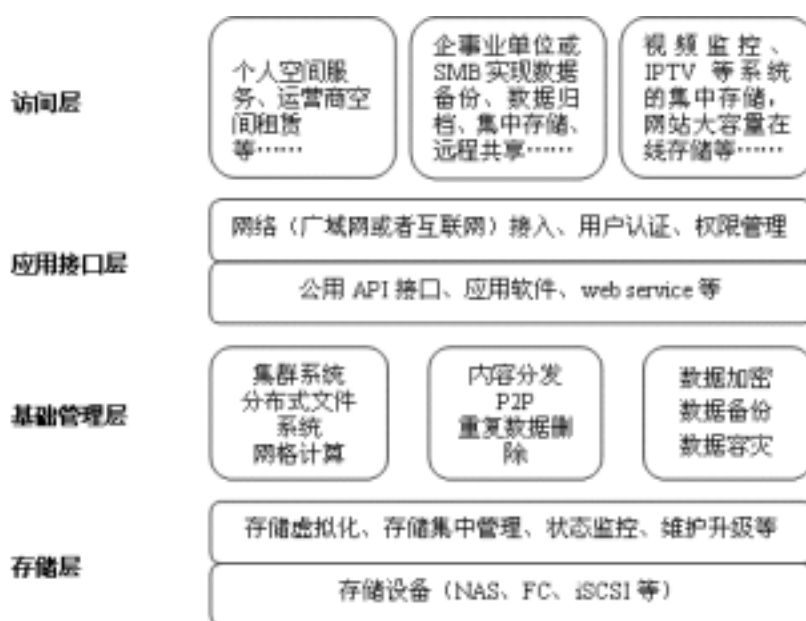 访问层
个人空间服
务、运营商空
间租赁
等……
企事业单位或
SMB 实现数据
备份、数据归
档、集中存储、
远程共享……
视频监控、
IPTV 等系统
的集中存储，
网站大容量在
线存储等……
应用接口层
网络（广域网或者互联网）接入、用户认证、权限管理
公用 API 接口、应用软件、web service 等
基础管理层
集群系统
分布式文件
系统
网格计算
内容分发
P2P
重复数据删
除
数据加密
数据备份
数据容灾
存储层
存储虚拟化、存储集中管理、状态监控、维护升级等
存储设备（NAS、FC、iSCSI 等）